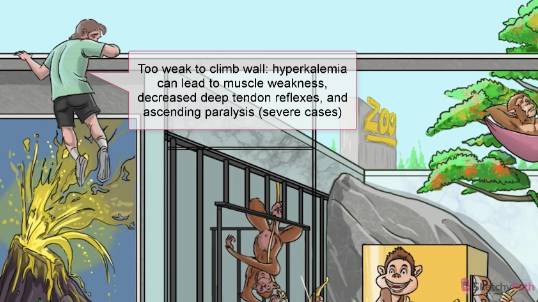 Too weak to climb wall: hyperkalemia
can lead to muscle weakness,
decreased deep tendon reflexes, and
ascending paralysis (severe cases)
ZOO